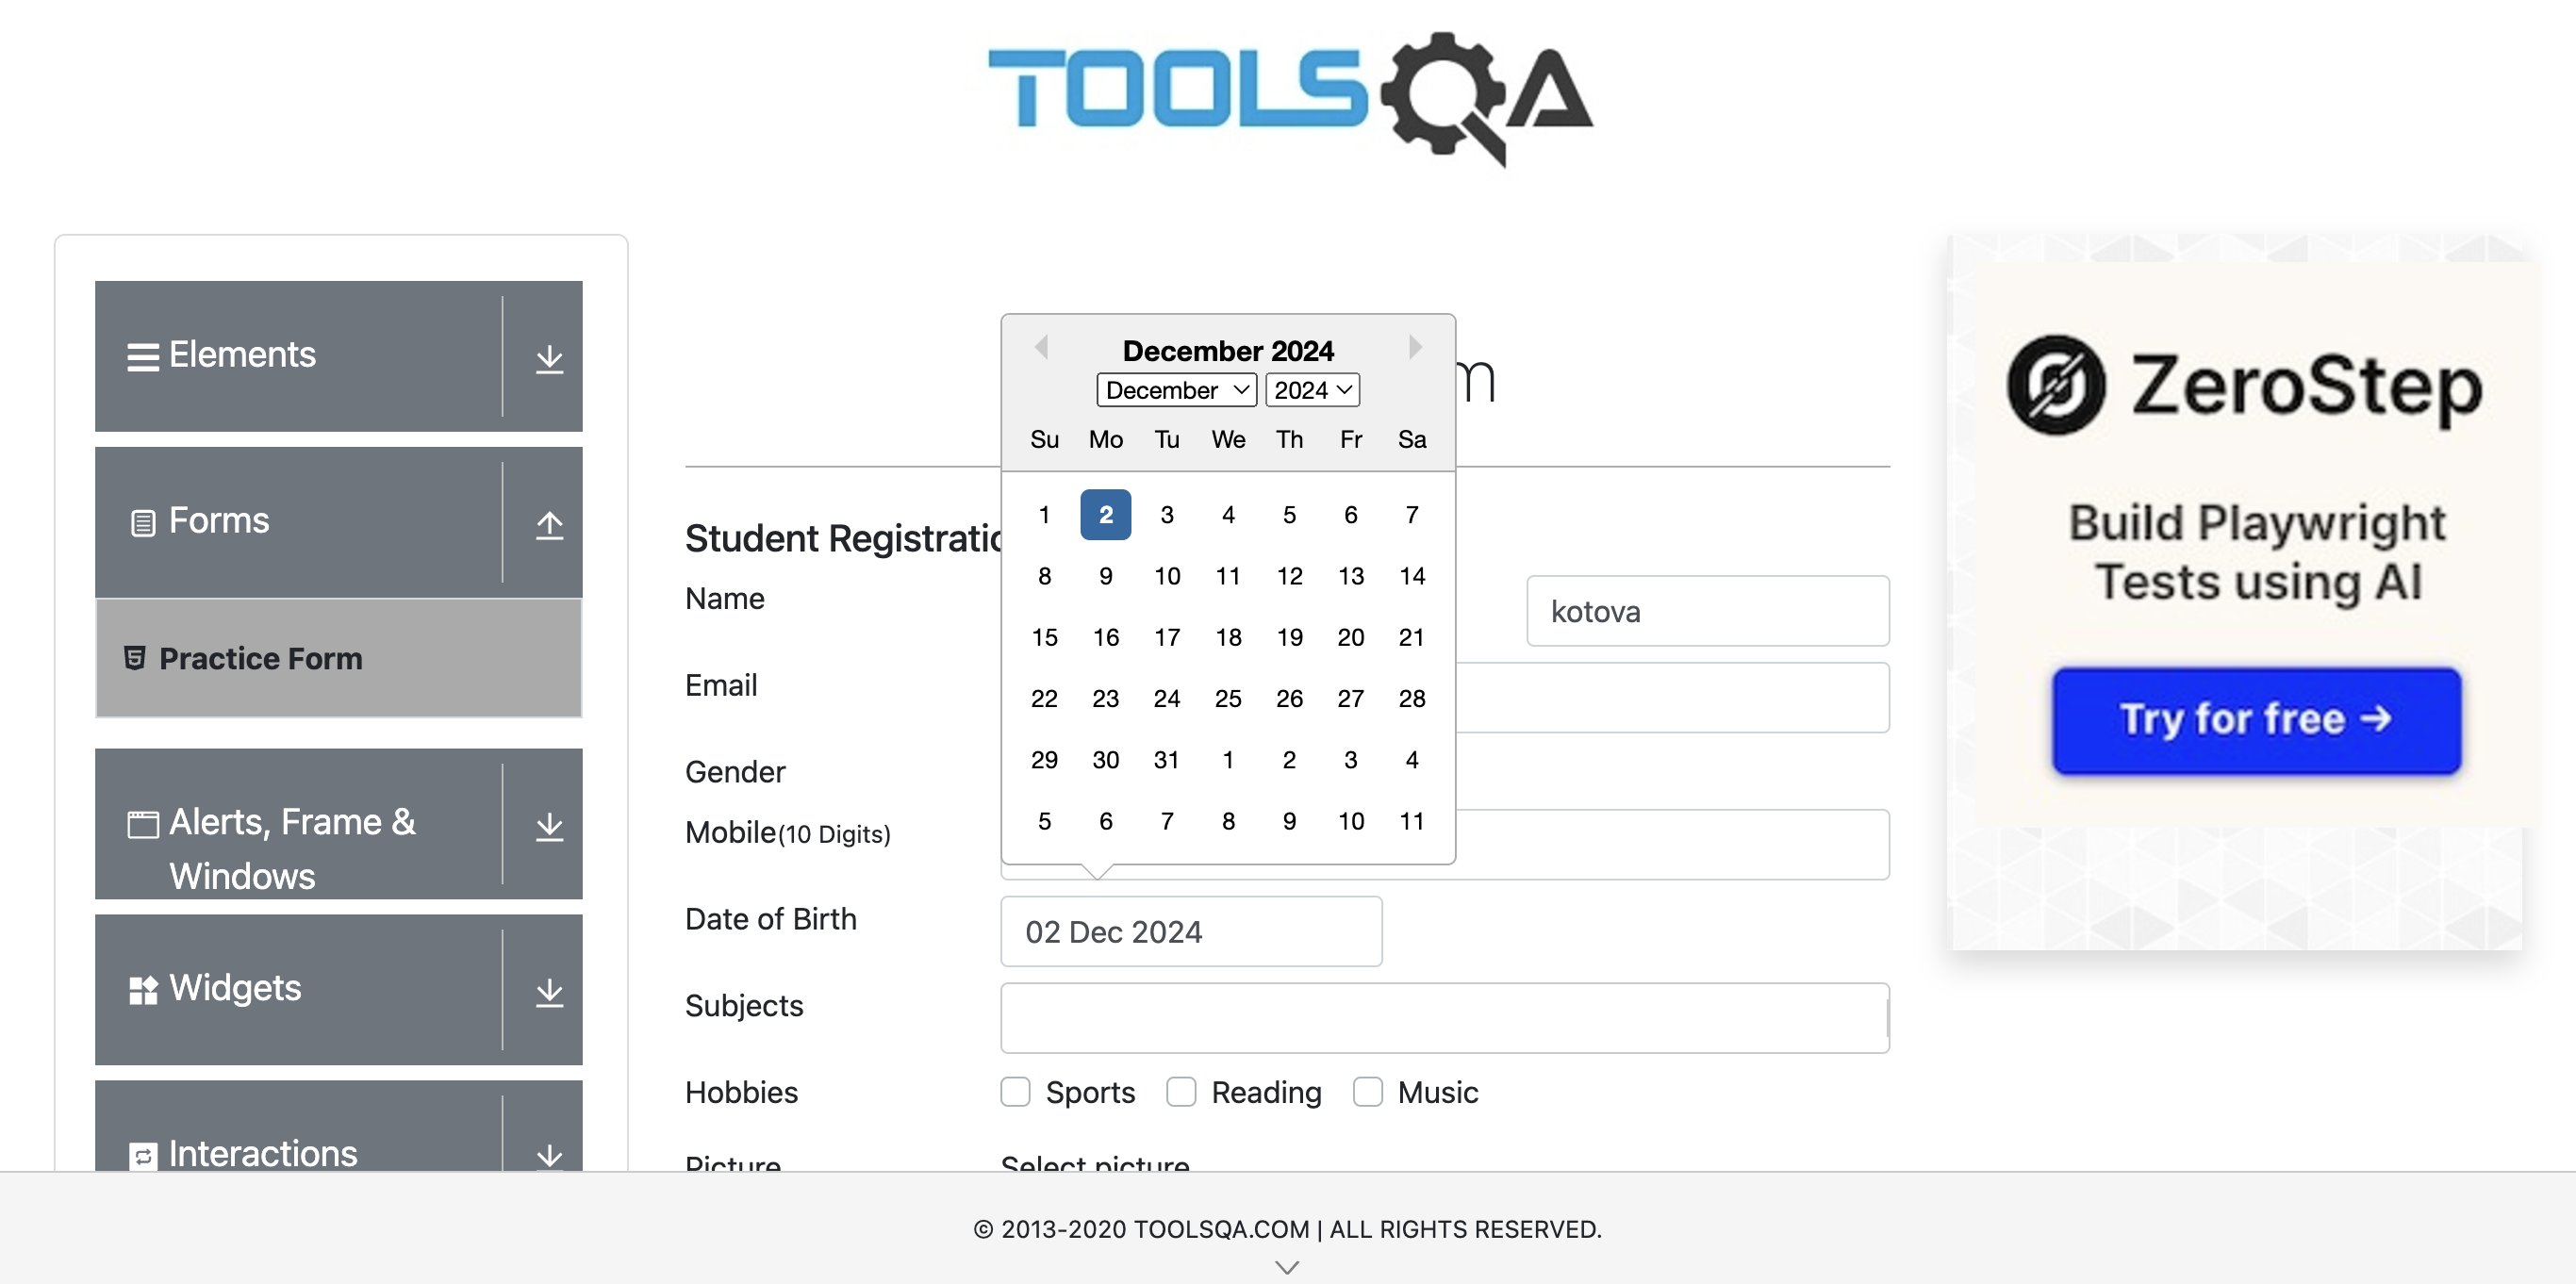 TOOLSQA
Elements
Forms
Practice Form
Alerts, Frame &
Windows
Widgets
Interactions
m
Student Registratio
Name
kotova
Email
Gender
Mobile(10 Digits)
Date of Birth
02 Dec 2024
Subjects
Hobbies
Sports Reading Music
Picture
Select picture
December 2024
December 2024
Su Mo Tu We Th Fr Sa
1 2 3 4 5 6 7
8 9 10 11 12 13 14
15 16 17 18 19 20 21
22 23 24 25 26 27 28
29 30 31 1 2 3 4
5 6 7 8 9 10 11
ZeroStep
Build Playwright
Tests using AI
Try for free →
© 2013-2020 TOOLSQA.COM | ALL RIGHTS RESERVED.